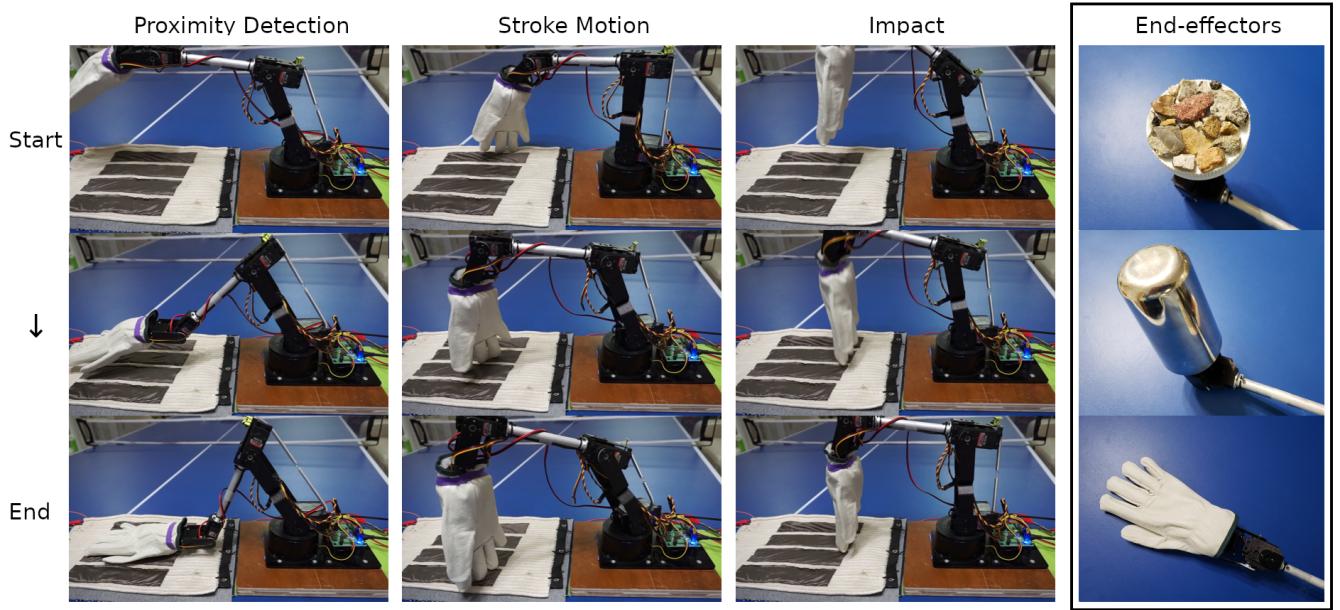 Proximity Detection
Stroke Motion
Impact
End-effectors
Start
↓
End